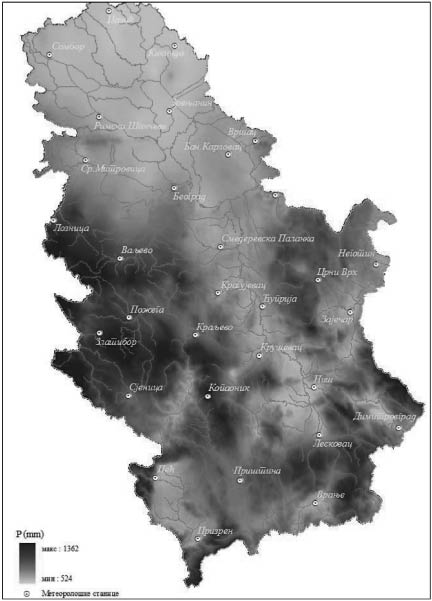 Палић
Сомбор
Кикинда
Зрењанин
Римски Шанчеви
Вршац
Бан.Карловац
Ср.Митровица
Београд
Лозница
Смедеревска Паланка
Ваљево
Неготин
Црни Врх
Крагујевац
Ћуприја
Пожега
Зајечар
Златибор
Краљево
Крушевац
Ниш
Сјеница
Копаоник
Димитровград
Лесковац
Пећ
Приштина
Врање
Призрен
P (mm)
макс : 1362
мин : 524
Метеоролошке станице